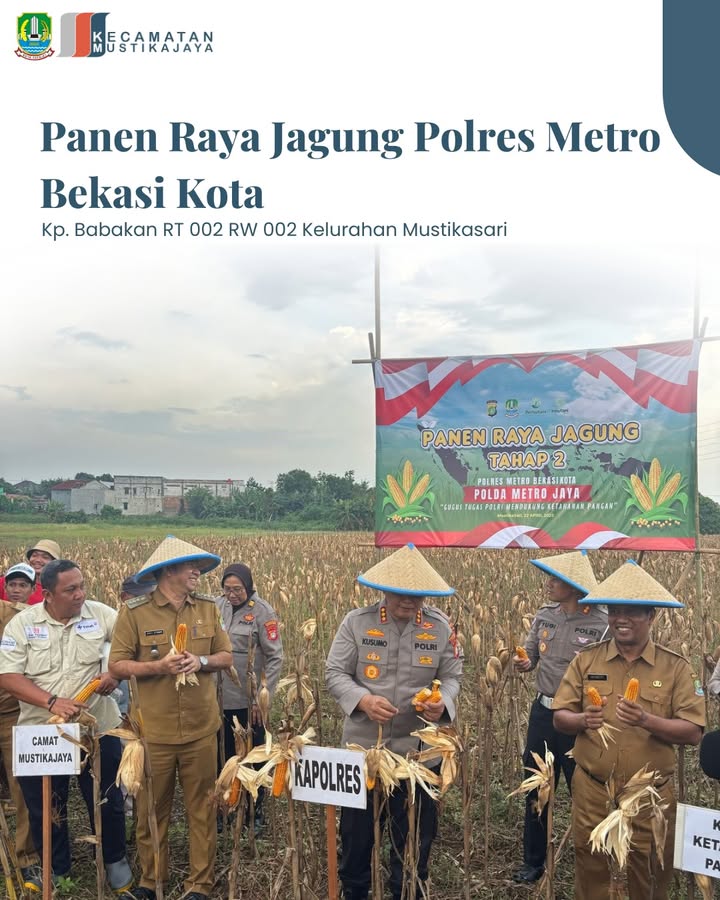 KECAMATAN
MUSTIKAJAYA
Panen Raya Jagung Polres Metro
Bekasi Kota
Kp. Babakan RT 002 RW 002 Kelurahan Mustikasari
PANEN RAYA JAGUNG
TAHAP 2
POLRES METRO BEKASI KOTA
POLDA METRO JAYA
"GUGUS TUGAS POLRI MENDUKUNG KETAHANAN PANGAN"
KUSUMO
POLRI
POLRI
CAMAT
MUSTIKAJAYA
KAPOLRES